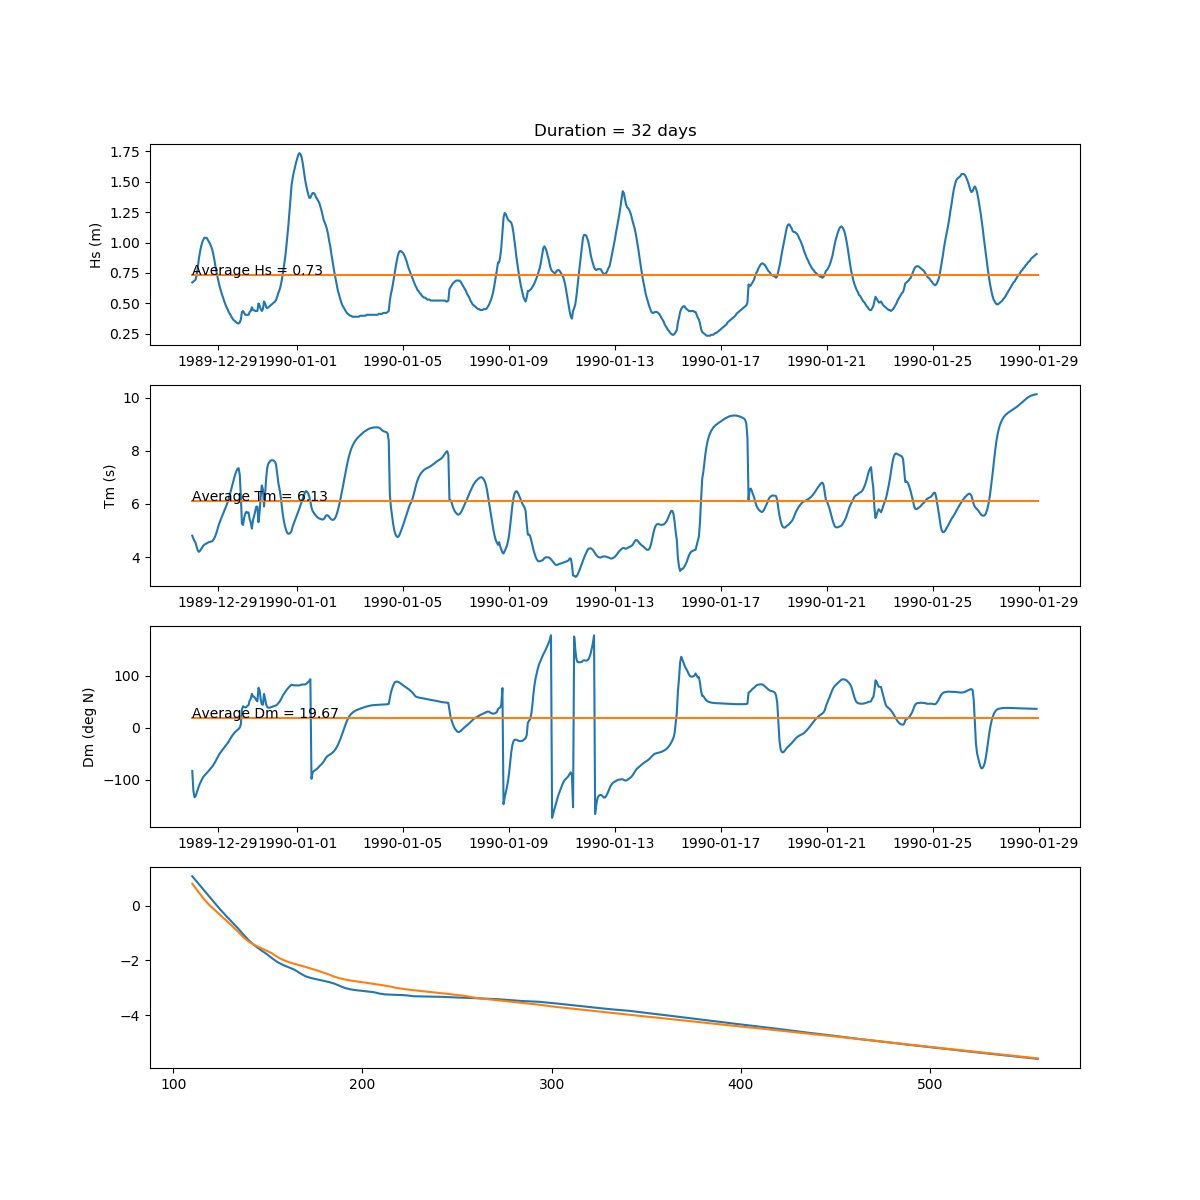 Duration = 32 days
1.75
1.50
1.25
1.00
0.75
0.50
0.25
Hs (m)
Average Hs = 0.73
1989-12-29 1990-01-01 1990-01-05 1990-01-09 1990-01-13 1990-01-17 1990-01-21 1990-01-25 1990-01-29
10
8
6
4
Tm (s)
Average Tm = 6.13
1989-12-29 1990-01-01 1990-01-05 1990-01-09 1990-01-13 1990-01-17 1990-01-21 1990-01-25 1990-01-29
100
0
−100
Dm (deg N)
Average Dm = 19.67
1989-12-29 1990-01-01 1990-01-05 1990-01-09 1990-01-13 1990-01-17 1990-01-21 1990-01-25 1990-01-29
0
−2
−4
100 200 300 400 500